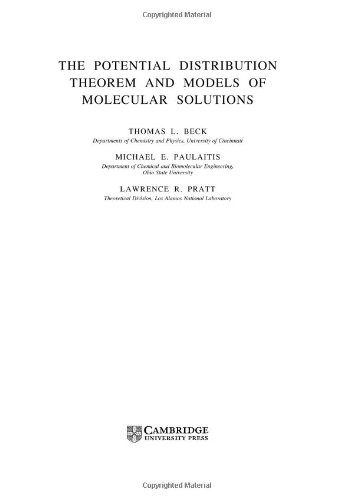 Copyrighted Material
THE POTENTIAL DISTRIBUTION
THEOREM AND MODELS OF
MOLECULAR SOLUTIONS
THOMAS L. BECK
Departments of Chemistry and Physics, University of Cincinnati
MICHAEL E. PAULAITIS
Department of Chemical and Biomolecular Engineering,
Ohio State University
LAWRENCE R. PRATT
Theoretical Division, Los Alamos National Laboratory
CAMBRIDGE
UNIVERSITY PRESS
Copyrighted Material